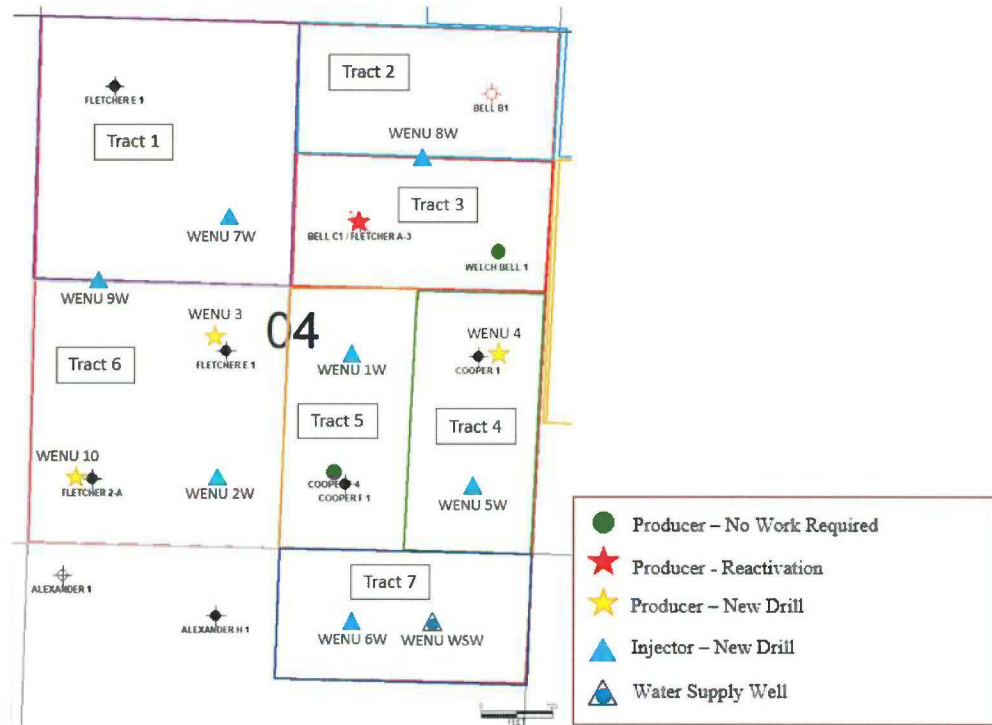 Tract 2
FLETCHER E 1
BELL B1
Tract 1
WENU 8W
Tract 3
WENU 7W
BELL C1 / FLETCHER A-3
WELCH BELL 1
WENU 9W
WENU 3
04
WENU 4
FLETCHER E 1
WENU 1W
COOPER 1
Tract 6
Tract 5
Tract 4
WENU 10
FLETCHER 2-A
WENU 2W
COOPER F 1
WENU 5W
Producer – No Work Required
Tract 7
Producer - Reactivation
ALEXANDER 1
Producer – New Drill
ALEXANDER H 1
WENU 6W
WENU WSW
Injector – New Drill
Water Supply Well
FEET